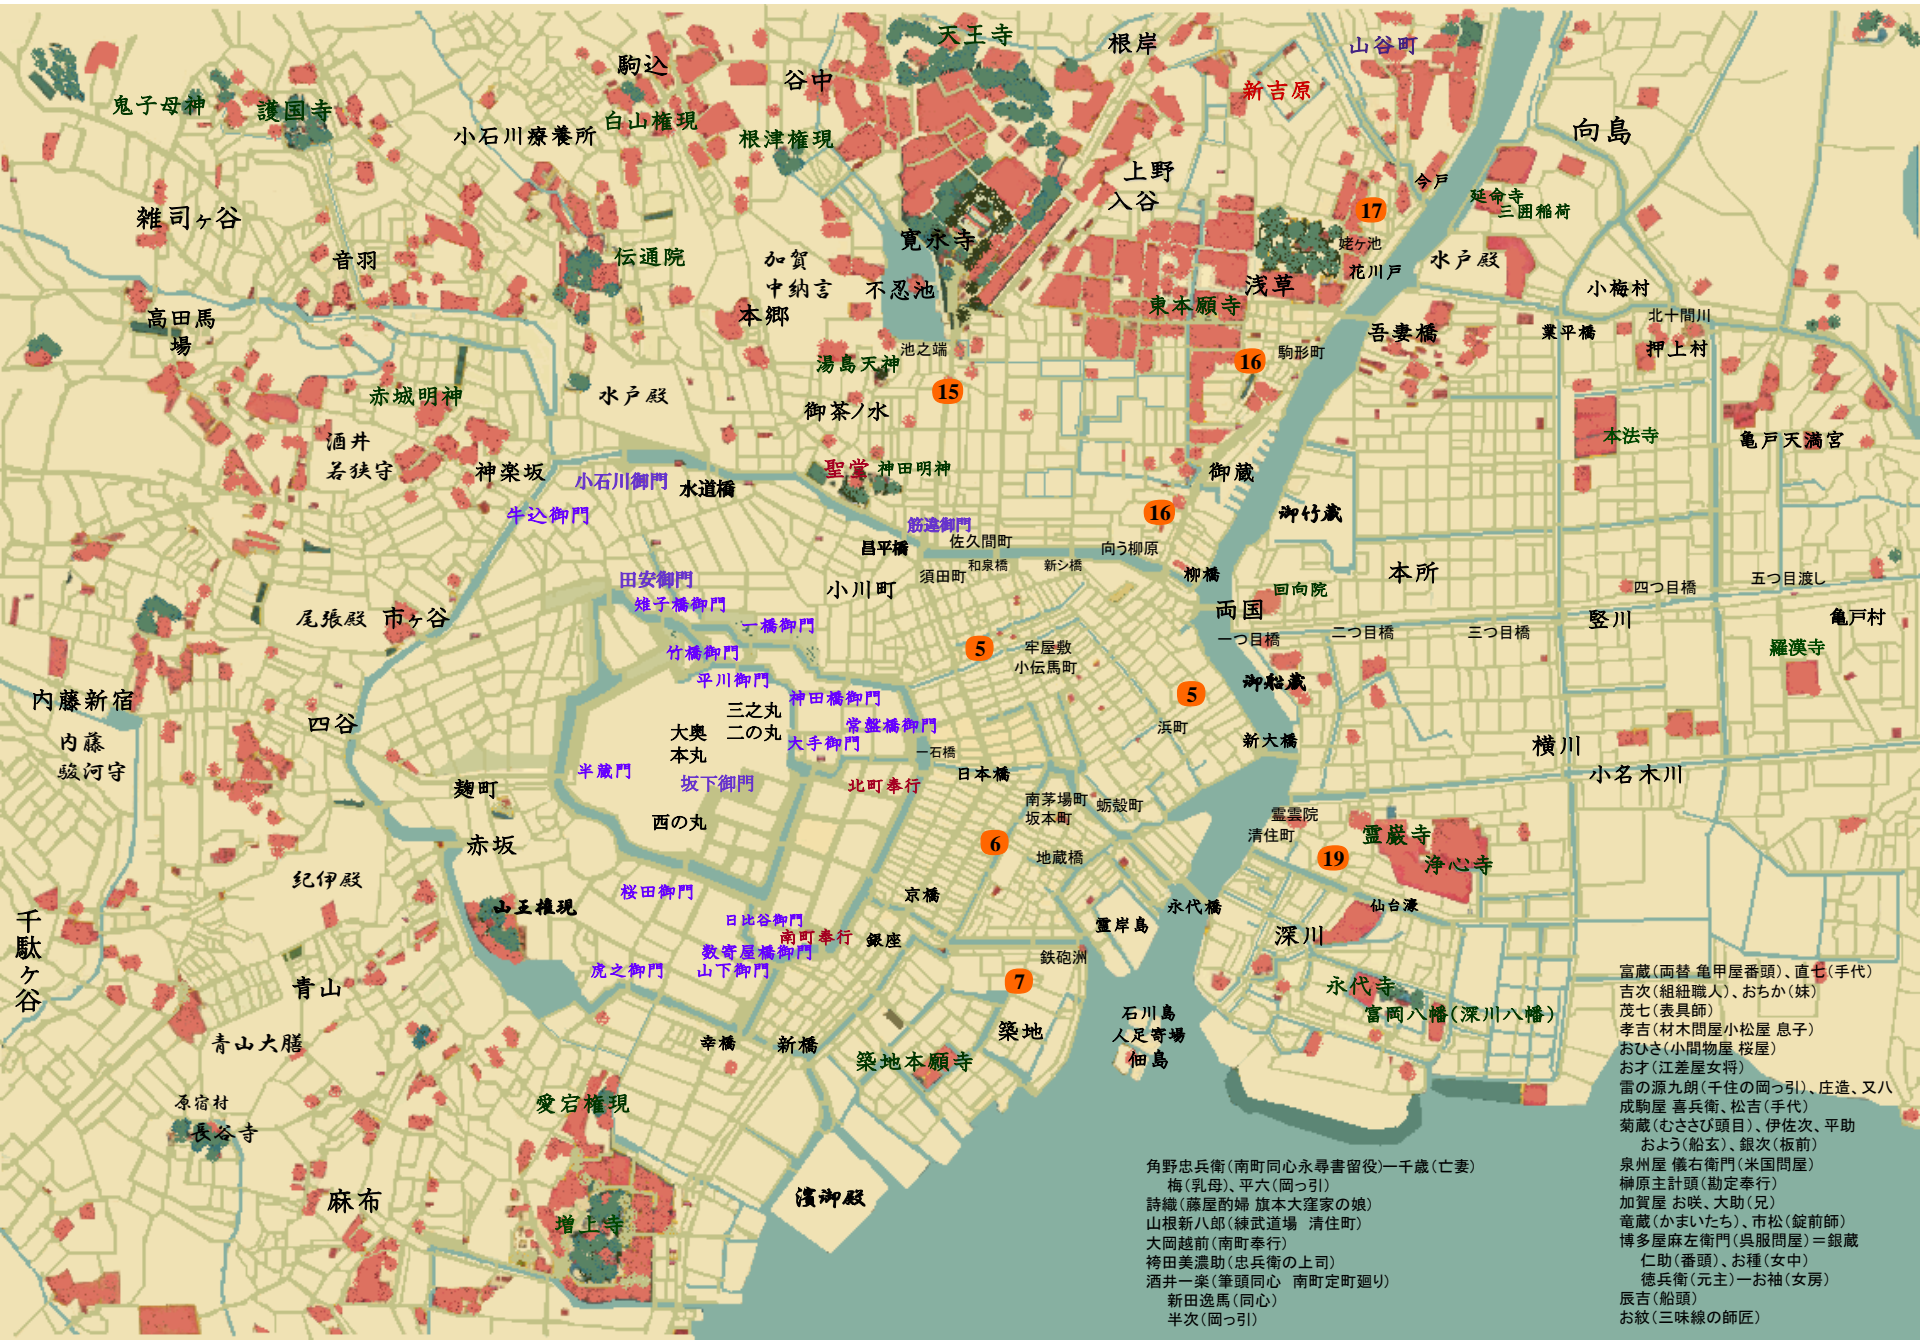 天王寺
根岸
山谷町
駒込
谷中
新吉原
鬼子母神
護国寺
白山権現
小石川療養所
根津権現
向島
上野
入谷
今戸
延命寺
三囲稲荷
雑司ヶ谷
17
姥ヶ池
寛永寺
音羽
伝通院
加賀
中納言
不忍池
花川戸
水戸殿
浅草
小梅村
東本願寺
本郷
北十間川
高田馬
場
吾妻橋
業平橋
押上村
池之端
駒形町
16
湯島天神
15
赤城明神
水戸殿
御茶ノ水
本法寺
亀戸天満宮
酒井
若狭守
神楽坂
小石川御門
水道橋
聖堂
神田明神
御蔵
牛込御門
16
御竹蔵
筋違御門
昌平橋
佐久間町
向う柳原
和泉橋
新シ橋
須田町
柳橋
本所
田安御門
小川町
回向院
四つ目橋
五つ目渡し
雉子橋御門
両国
尾張殿
市ヶ谷
一橋御門
一つ目橋
二つ目橋
三つ目橋
竪川
亀戸村
竹橋御門
5
牢屋敷
小伝馬町
羅漢寺
平川御門
御船蔵
5
内藤新宿
神田橋御門
三之丸
二の丸
四谷
常盤橋御門
浜町
大奥
本丸
大手御門
新大橋
内藤
駿河守
一石橋
横川
半蔵門
日本橋
小名木川
坂下御門
北町奉行
麹町
南茅場町
坂本町
蛎殻町
霊雲院
清住町
西の丸
霊巌寺
赤坂
6
地蔵橋
19
浄心寺
紀伊殿
桜田御門
京橋
山王権現
永代橋
仙台濠
日比谷御門
霊岸島
千駄ヶ谷
南町奉行
銀座
深川
数寄屋橋御門
鉄砲洲
虎之御門
山下御門
7
青山
永代寺
石川島
人足寄場
佃島
富岡八幡(深川八幡)
築地
青山大膳
幸橋
新橋
築地本願寺
原宿村
長谷寺
愛宕権現
麻布
濱御殿
増上寺
角野忠兵衛(南町同心永尋書留役)ー千歳(亡妻)
梅(乳母)、平六(岡っ引)
詩織(藤屋酌婦 旗本大窪家の娘)
山根新八郎(練武道場 清住町)
大岡越前(南町奉行)
袴田美濃助(忠兵衛の上司)
酒井一楽(筆頭同心 南町定町廻り)
新田逸馬(同心)
半次(岡っ引)
富蔵(両替 亀甲屋番頭)、直七(手代)
吉次(組紐職人)、おちか(妹)
茂七(表具師)
孝吉(材木問屋小松屋 息子)
おひさ(小間物屋 桜屋)
お才(江差屋女将)
雷の源九朗(千住の岡っ引)、庄造、又八
成駒屋 喜兵衛、松吉(手代)
菊蔵(むささび頭目)、伊佐次、平助
およう(船玄)、銀次(板前)
泉州屋 儀右衛門(米国問屋)
榊原主計頭(勘定奉行)
加賀屋 お咲、大助(兄)
竜蔵(かまいたち)、市松(錠前師)
博多屋麻左衛門(呉服問屋)＝銀蔵
仁助(番頭)、お種(女中)
徳兵衛(元主)ーお袖(女房)
辰吉(船頭)
お紋(三味線の師匠)